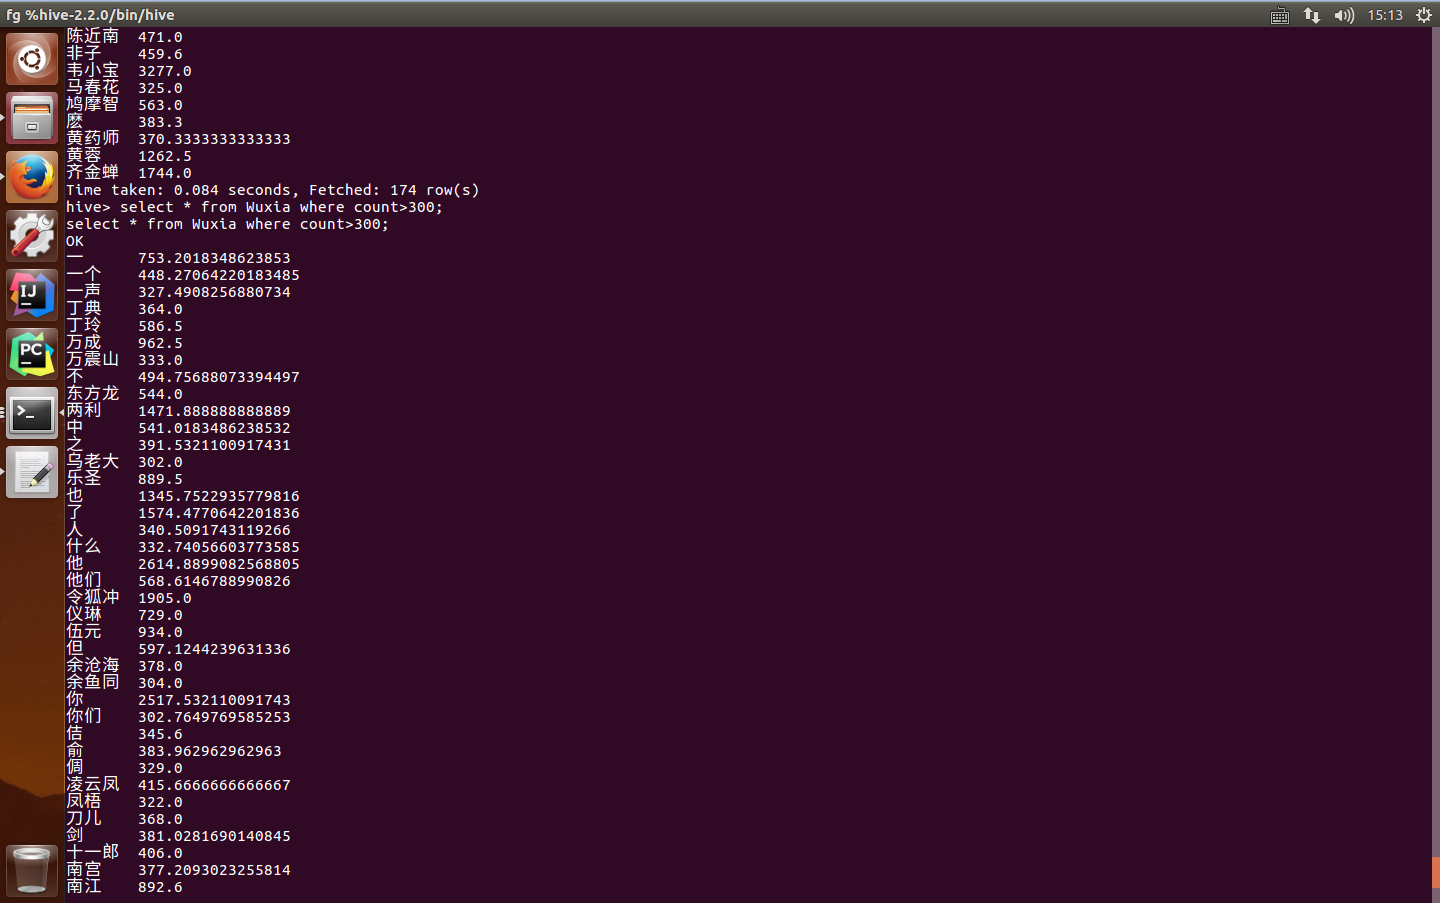 fg %hive-2.2.0/bin/hive
15:13
陈近南 471.0
非子 459.6
韦小宝 3277.0
马春花 325.0
鸠摩智 563.0
麽 383.3
黄药师 370.3333333333333
黄蓉 1262.5
齐金蝉 1744.0
Time taken: 0.084 seconds, Fetched: 174 row(s)
hive> select * from Wuxia where count>300;
select * from Wuxia where count>300;
OK
一 753.2018348623853
一个 448.27064220183485
一声 327.4908256880734
丁典 364.0
丁玲 586.5
万成 962.5
万震山 333.0
不 494.75688073394497
东方龙 544.0
两利 1471.888888888889
中 541.0183486238532
之 391.5321100917431
乌老大 302.0
乐圣 889.5
也 1345.7522935779816
了 1574.4770642201836
人 340.5091743119266
什么 332.74056603773585
他 2614.8899082568805
他们 568.6146788990826
令狐冲 1905.0
仪琳 729.0
伍元 934.0
但 597.1244239631336
余沧海 378.0
余鱼同 304.0
你 2517.532110091743
你们 302.7649769585253
佶 345.6
俞 383.962962962963
倜 329.0
凌云凤 415.6666666666667
凤梧 322.0
刀儿 368.0
剑 381.0281690140845
十一郎 406.0
南宫 377.2093023255814
南江 892.6
IJ
PC